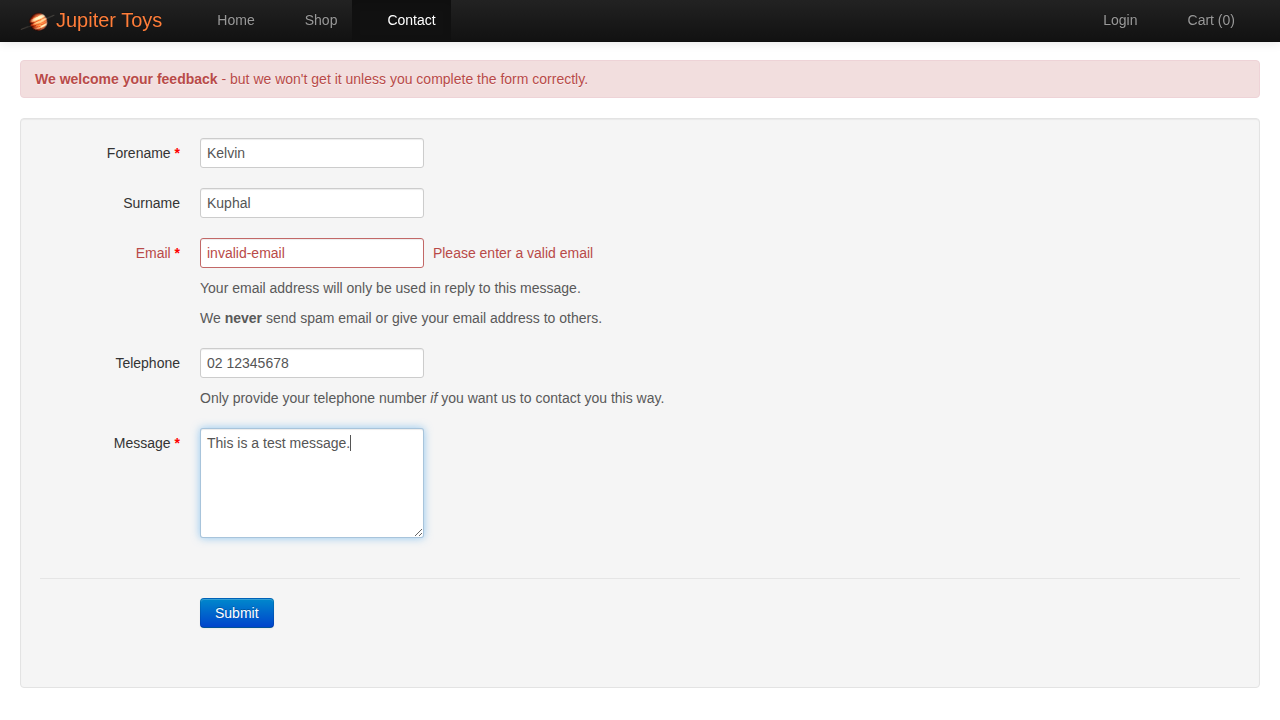 Jupiter Toys Home Shop Contact Login Cart (0)
We welcome your feedback - but we won't get it unless you complete the form correctly.
Forename * Kelvin
Surname Kuphal
Email * invalid-email Please enter a valid email
Your email address will only be used in reply to this message.
We never send spam email or give your email address to others.
Telephone 02 12345678
Only provide your telephone number if you want us to contact you this way.
Message * This is a test message.
Submit